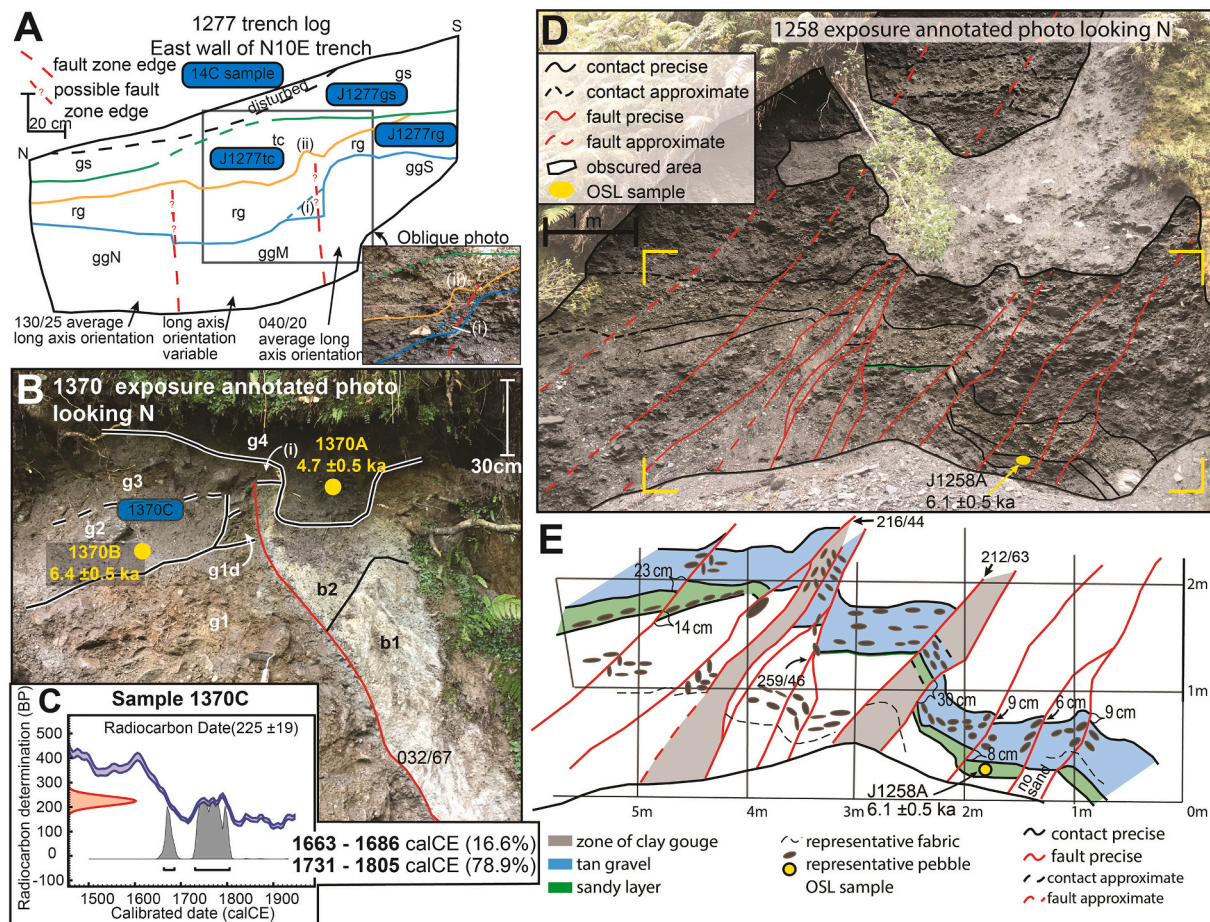 A
1277 trench log
East wall of N10E trench
S
fault zone edge
possible fault
zone edge
14C sample
gs
J1277gs
disturbed
20 cm
N
tc
(ii)
J1277tc
rg
J1277rg
gs
ggS
rg
rg
(i)
?
?
?
?
ggN
ggM
Oblique photo
(ii)
(i)
130/25 average
long axis orientation
long axis
orientation
variable
040/20
average long
axis orientation
B
1370 exposure annotated photo
looking N
g4
(i)
1370A
4.7 ±0.5 ka
30cm
g3
1370C
g2
1370B
6.4 ±0.5 ka
g1d
g1
b2
b1
032/67
C
Sample 1370C
Radiocarbon Date(225 ±19)
Radiocarbon determination (BP)
500
400
300
200
100
0
-100
1500 1600 1700 1800 1900
Calibrated date (calCE)
1663 - 1686 calCE (16.6%)
1731 - 1805 calCE (78.9%)
D
1258 exposure annotated photo looking N
contact precise
contact approximate
fault precise
fault approximate
obscured area
OSL sample
1 m
J1258A
6.1 ±0.5 ka
E
216/44
212/63
23 cm
2m
14 cm
259/46
1m
30 cm
9 cm
6 cm
9 cm
8 cm
no sand
J1258A
6.1 ±0.5 ka
5m 4m 3m 2m 1m 0m
zone of clay gouge
tan gravel
sandy layer
representative fabric
representative pebble
OSL sample
contact precise
fault precise
contact approximate
fault approximate